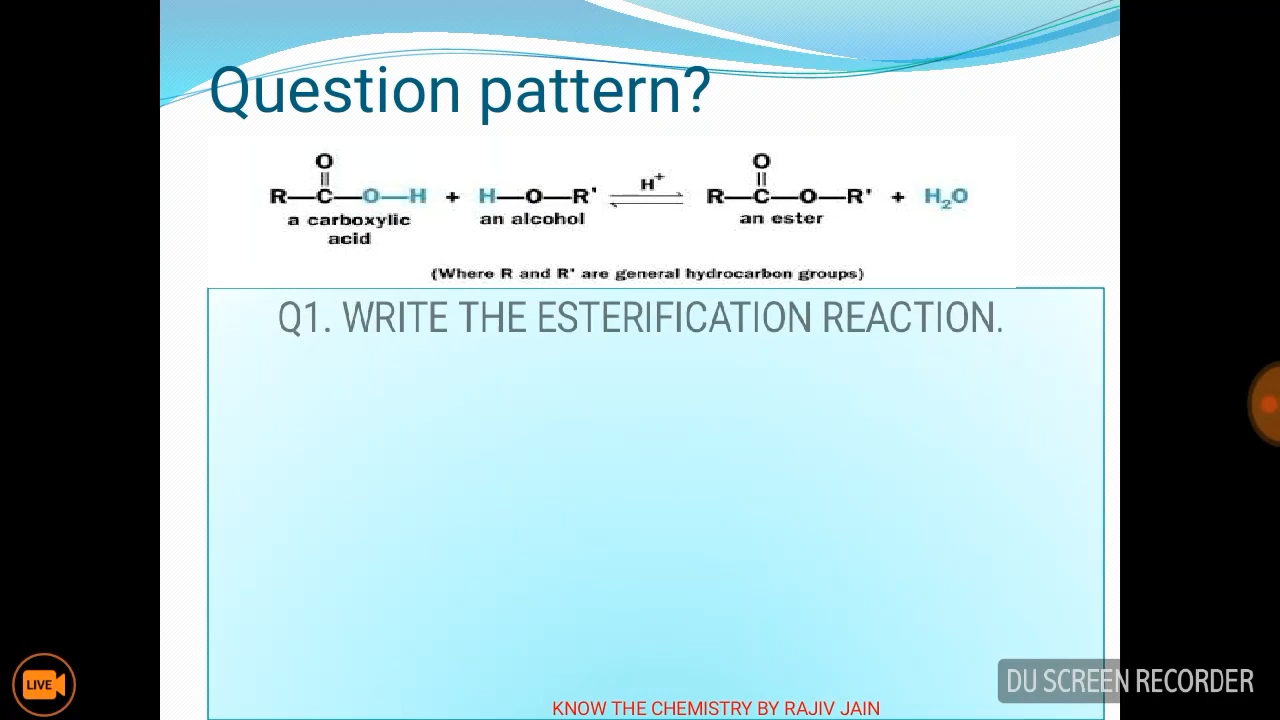 Question pattern?
O O
|| ||
R—C—O—H + H—O—R' H⁺ R—C—O—R' + H₂O
a carboxylic acid an alcohol an ester
(Where R and R' are general hydrocarbon groups)
Q1. WRITE THE ESTERIFICATION REACTION.
LIVE
DU SCREEN RECORDER
KNOW THE CHEMISTRY BY RAJIV JAIN